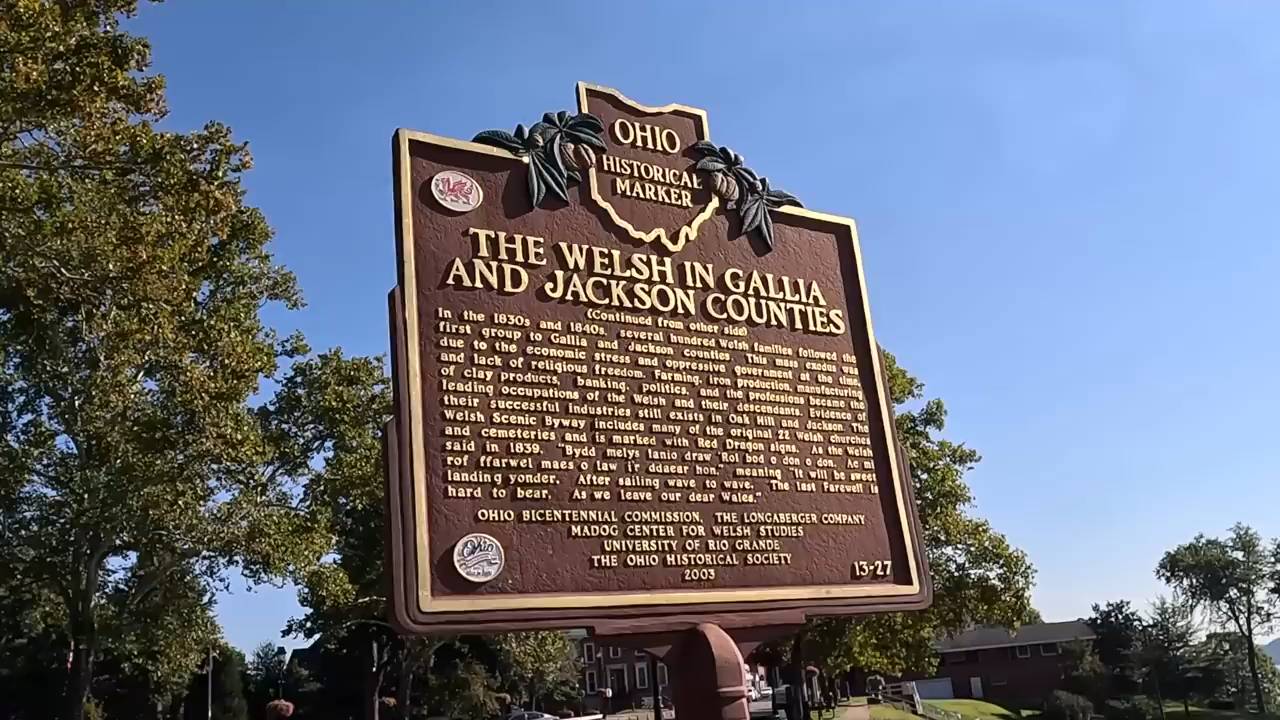 OHIO
HISTORICAL
MARKER
THE WELSH IN GALLIA
AND JACKSON COUNTIES
(Continued from other side)
In the 1830s and 1840s, several hundred Welsh families followed the
first group to Gallia and Jackson counties. This mass exodus was
due to the economic stress and oppressive government at the time
and lack of religious freedom. Farming, iron production, manufacturing
of clay products, banking, politics, and the professions became the
leading occupations of the Welsh and their descendants. Evidence of
their successful industries still exists in Oak Hill and Jackson. The
Welsh Scenic Byway includes many of the original 22 Welsh churches
and cemeteries and is marked with Red Dragon signs. As the Welsh
said in 1839, "Bydd melys lanio draw 'Rol bod o don o don. Ac mi
rof ffarwel maes o law i'r ddaear hon," meaning "It will be sweet
landing yonder. After sailing wave to wave. The last Farewell is
hard to bear, As we leave our dear Wales."
OHIO BICENTENNIAL COMMISSION, THE LONGABERGER COMPANY
MADOG CENTER FOR WELSH STUDIES
UNIVERSITY OF RIO GRANDE
THE OHIO HISTORICAL SOCIETY
2003
13-27
Ohio